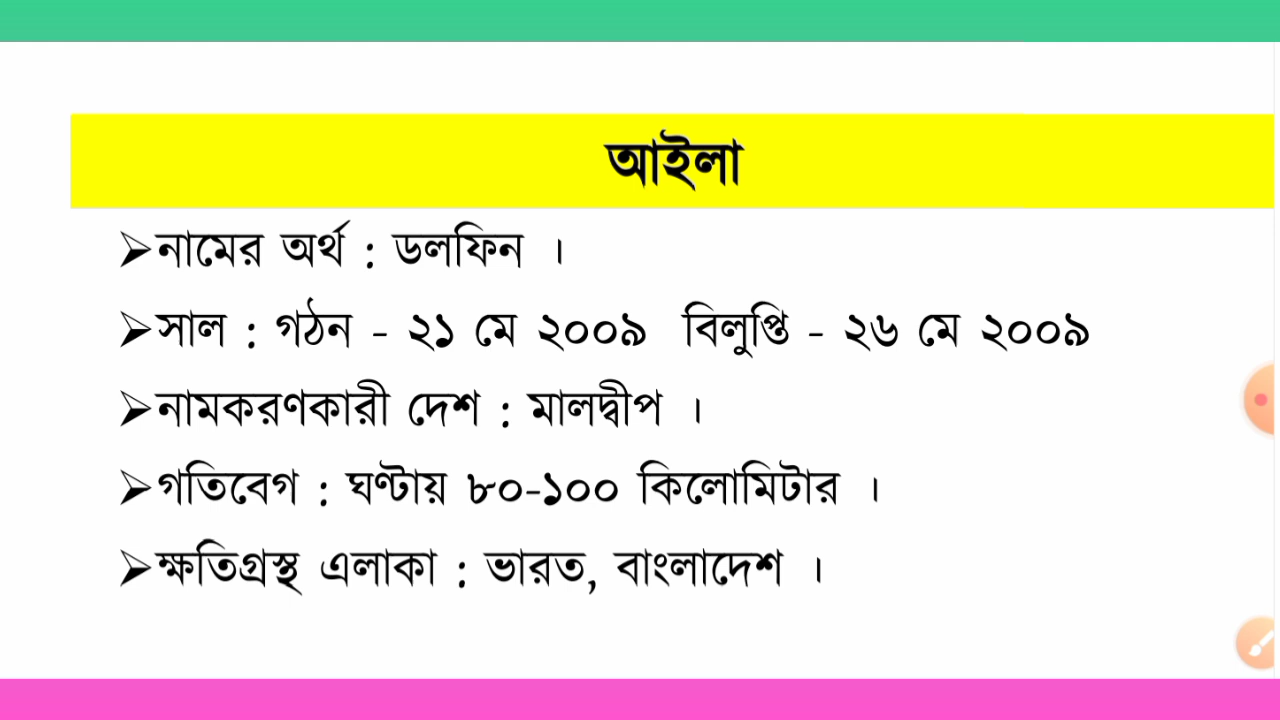 আইলা
➢নামের অর্থ : ডলফিন ।
➢সাল : গঠন - ২১ মে ২০০৯ বিলুপ্তি - ২৬ মে ২০০৯
➢নামকরণকারী দেশ : মালদ্বীপ ।
➢গতিবেগ : ঘণ্টায় ৮০-১০০ কিলোমিটার ।
➢ক্ষতিগ্রস্থ এলাকা : ভারত, বাংলাদেশ ।